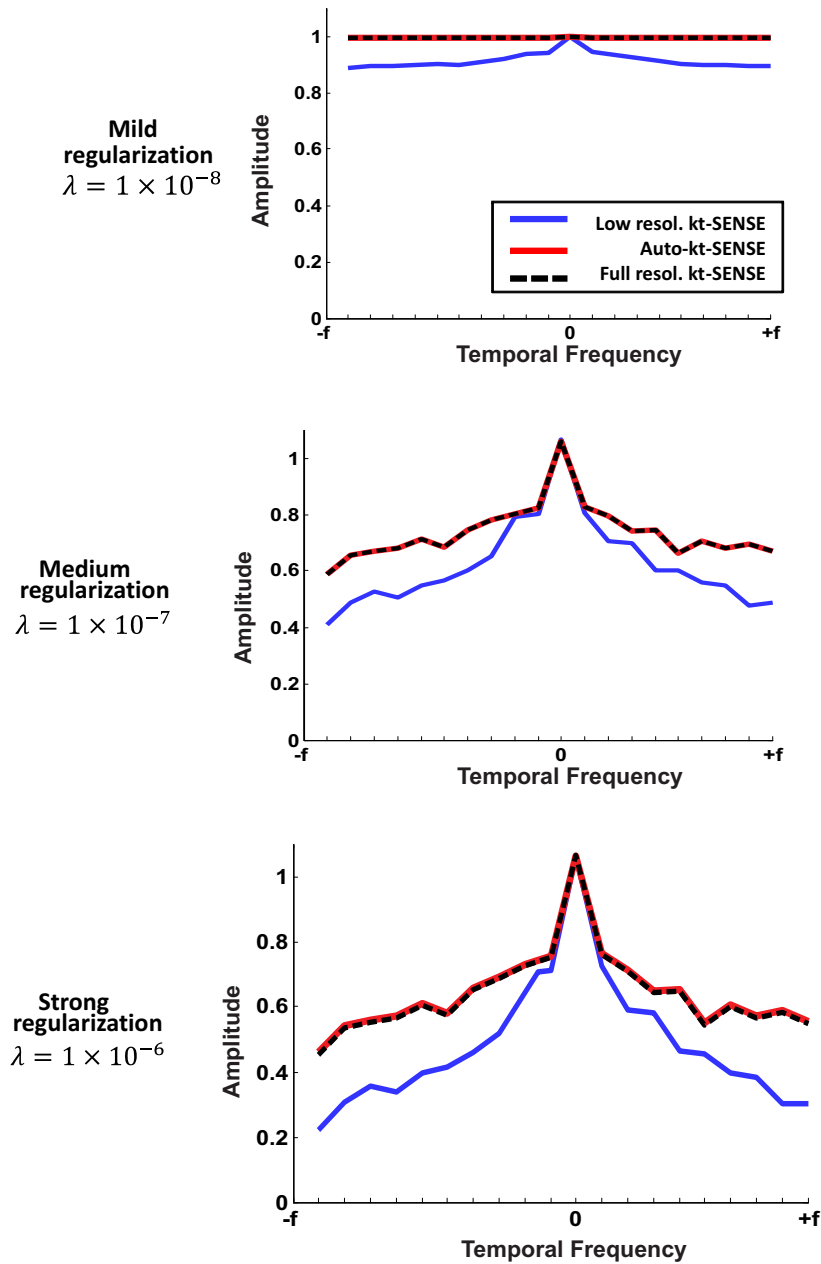 Mild
regularization
λ = 1 × 10⁻⁸
Amplitude
1
0.8
0.6
0.4
0.2
0
Low resol. kt-SENSE
Auto-kt-SENSE
Full resol. kt-SENSE
-f
0
+f
Temporal Frequency
Medium
regularization
λ = 1 × 10⁻⁷
Amplitude
1
0.8
0.6
0.4
0.2
0
-f
0
+f
Temporal Frequency
Strong
regularization
λ = 1 × 10⁻⁶
Amplitude
1
0.8
0.6
0.4
0.2
0
-f
0
+f
Temporal Frequency